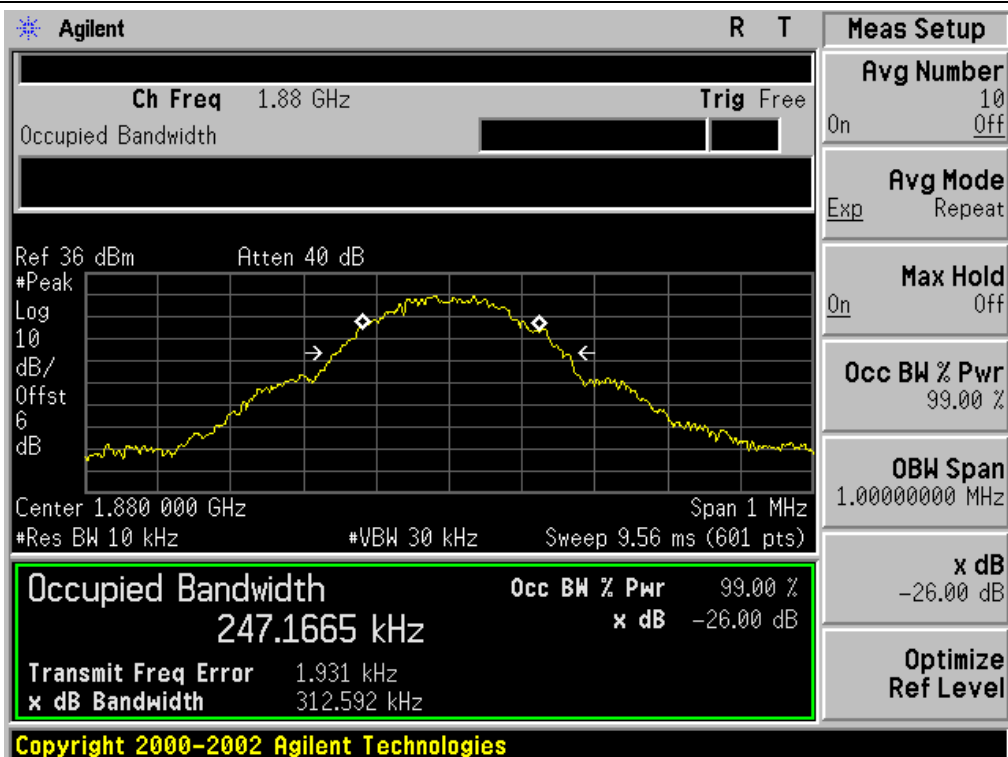 Agilent R T
Ch Freq 1.88 GHz Trig Free
Occupied Bandwidth
Ref 36 dBm Atten 40 dB
#Peak
Log
10
dB/
Offst
6
dB
Center 1.880 000 GHz Span 1 MHz
#Res BW 10 kHz #VBW 30 kHz Sweep 9.56 ms (601 pts)
Occupied Bandwidth
247.1665 kHz
Occ BW % Pwr 99.00 %
x dB -26.00 dB
Transmit Freq Error 1.931 kHz
x dB Bandwidth 312.592 kHz
Copyright 2000-2002 Agilent Technologies
Meas Setup
Avg Number
10
On Off
Avg Mode
Exp Repeat
Max Hold
On Off
Occ BW % Pwr
99.00 %
OBW Span
1.00000000 MHz
x dB
-26.00 dB
Optimize
Ref Level